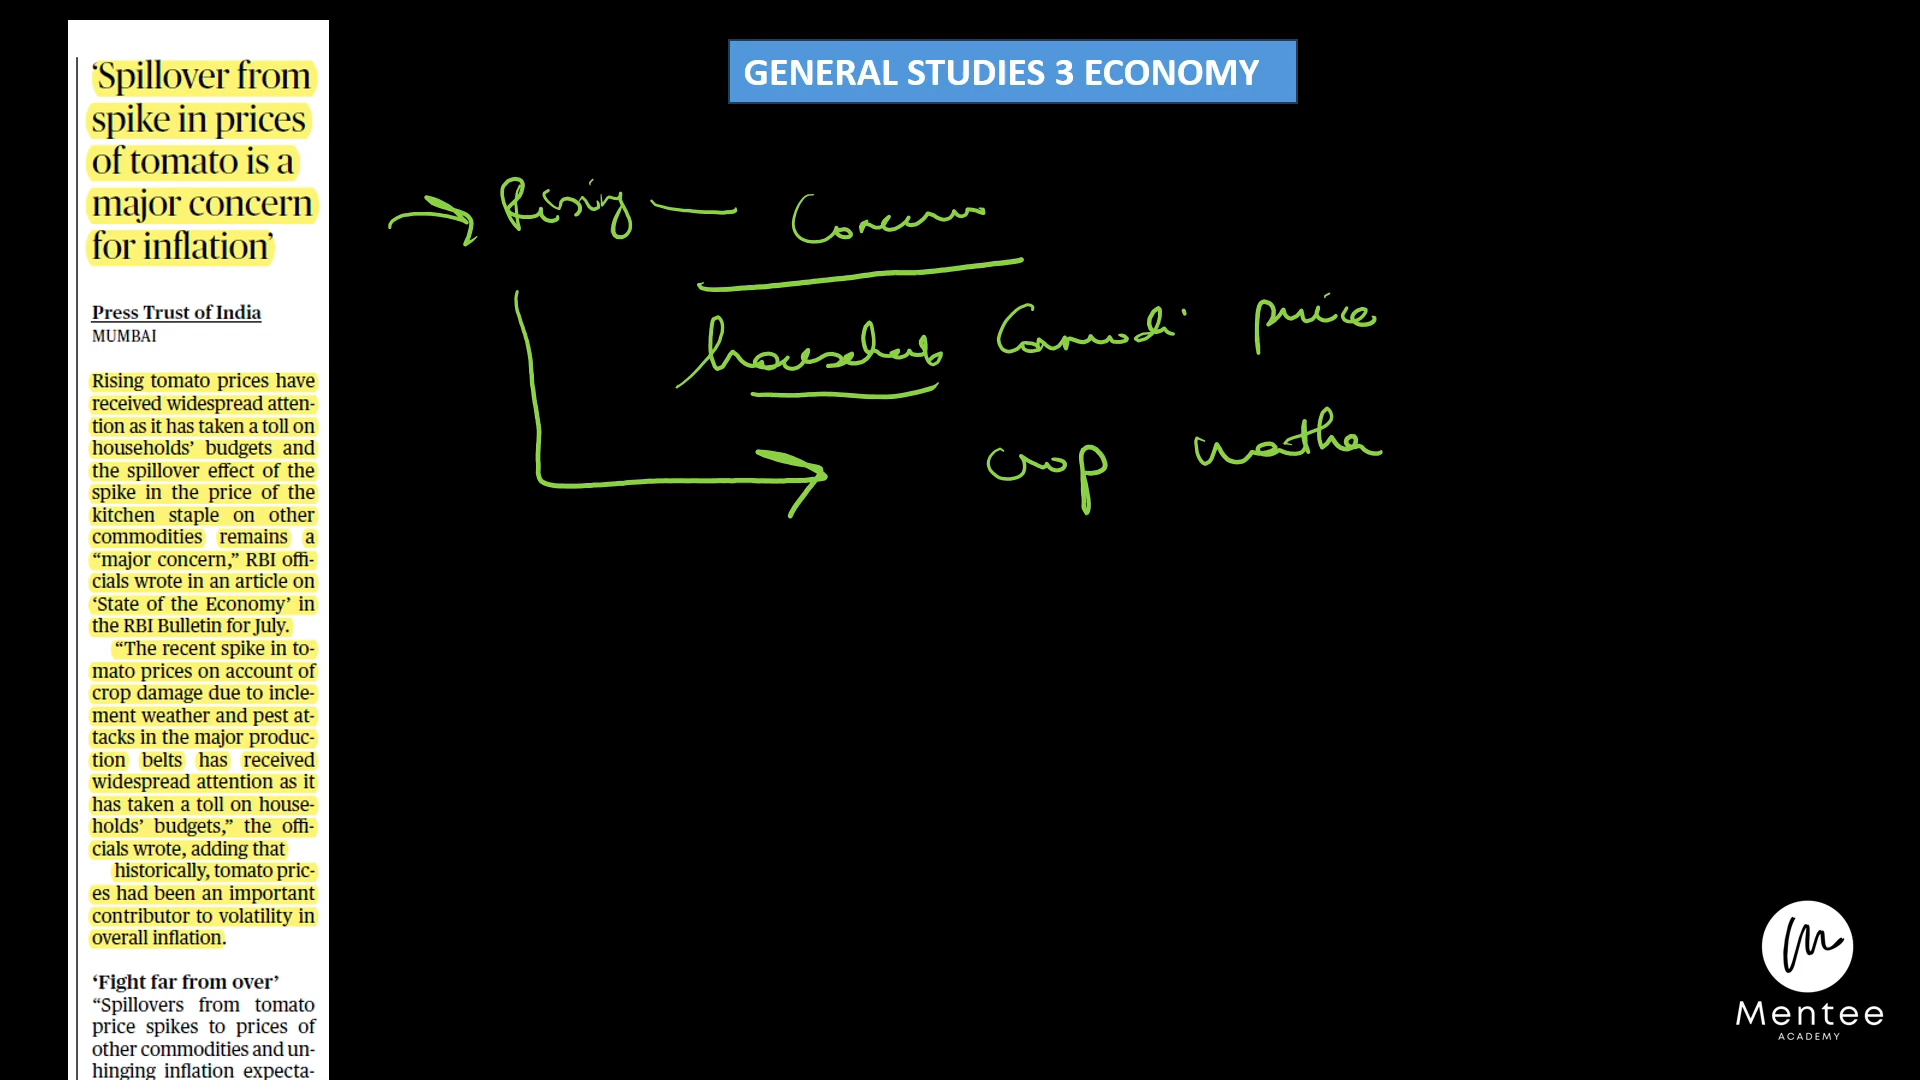 ‘Spillover from
spike in prices
of tomato is a
major concern
for inflation’
Press Trust of India
MUMBAI
Rising tomato prices have
received widespread atten-
tion as it has taken a toll on
households’ budgets and
the spillover effect of the
spike in the price of the
kitchen staple on other
commodities remains a
“major concern,” RBI offi-
cials wrote in an article on
‘State of the Economy’ in
the RBI Bulletin for July.
“The recent spike in to-
mato prices on account of
crop damage due to incle-
ment weather and pest at-
tacks in the major produc-
tion belts has received
widespread attention as it
has taken a toll on house-
holds’ budgets,” the offi-
cials wrote, adding that
historically, tomato pric-
es had been an important
contributor to volatility in
overall inflation.
‘Fight far from over’
“Spillovers from tomato
price spikes to prices of
other commodities and un-
hinging inflation expecta-
GENERAL STUDIES 3 ECONOMY
Rising — Concern
price
crop weather
Mentee
ACADEMY